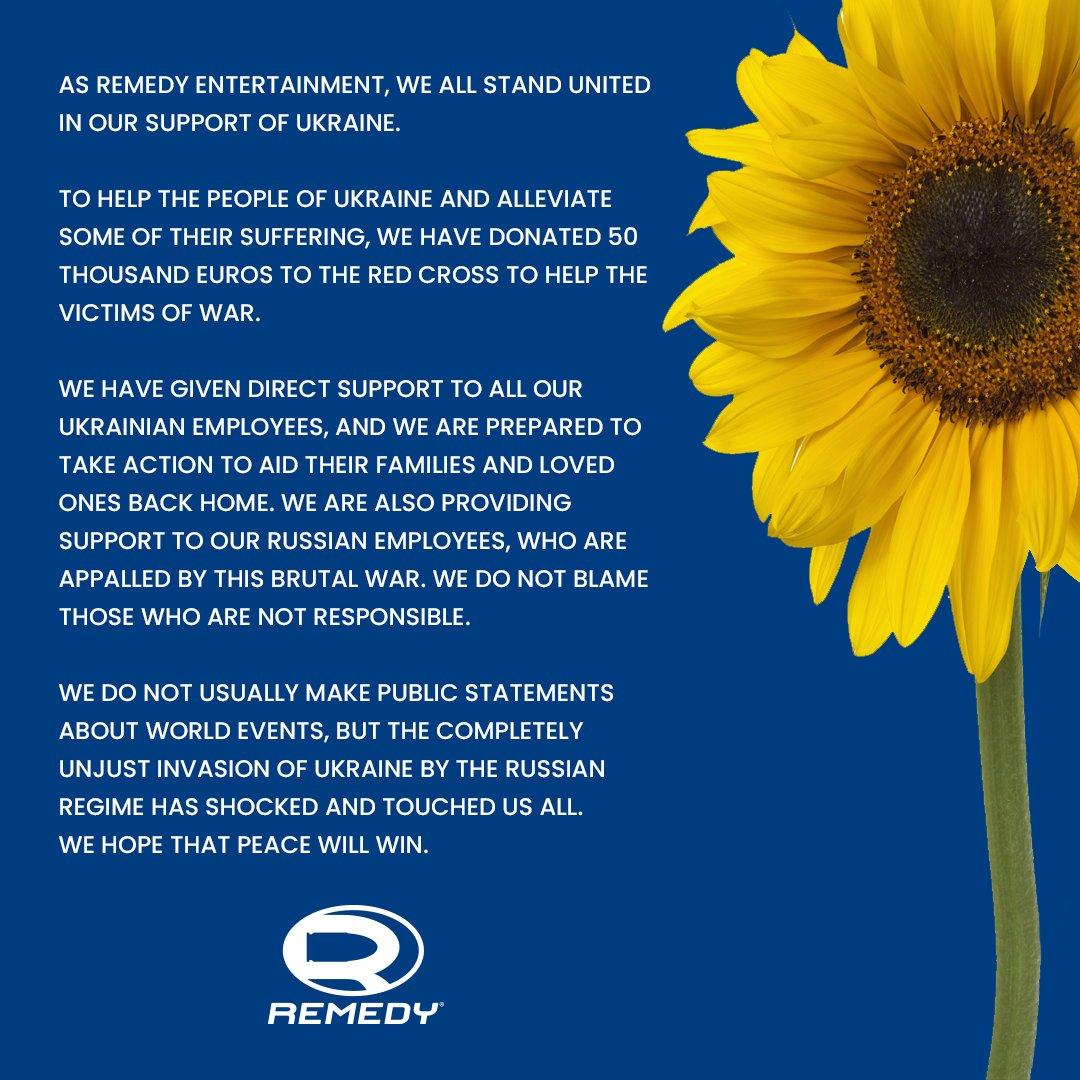 AS REMEDY ENTERTAINMENT, WE ALL STAND UNITED
IN OUR SUPPORT OF UKRAINE.
TO HELP THE PEOPLE OF UKRAINE AND ALLEVIATE
SOME OF THEIR SUFFERING, WE HAVE DONATED 50
THOUSAND EUROS TO THE RED CROSS TO HELP THE
VICTIMS OF WAR.
WE HAVE GIVEN DIRECT SUPPORT TO ALL OUR
UKRAINIAN EMPLOYEES, AND WE ARE PREPARED TO
TAKE ACTION TO AID THEIR FAMILIES AND LOVED
ONES BACK HOME. WE ARE ALSO PROVIDING
SUPPORT TO OUR RUSSIAN EMPLOYEES, WHO ARE
APPALLED BY THIS BRUTAL WAR. WE DO NOT BLAME
THOSE WHO ARE NOT RESPONSIBLE.
WE DO NOT USUALLY MAKE PUBLIC STATEMENTS
ABOUT WORLD EVENTS, BUT THE COMPLETELY
UNJUST INVASION OF UKRAINE BY THE RUSSIAN
REGIME HAS SHOCKED AND TOUCHED US ALL.
WE HOPE THAT PEACE WILL WIN.
R
REMEDY®